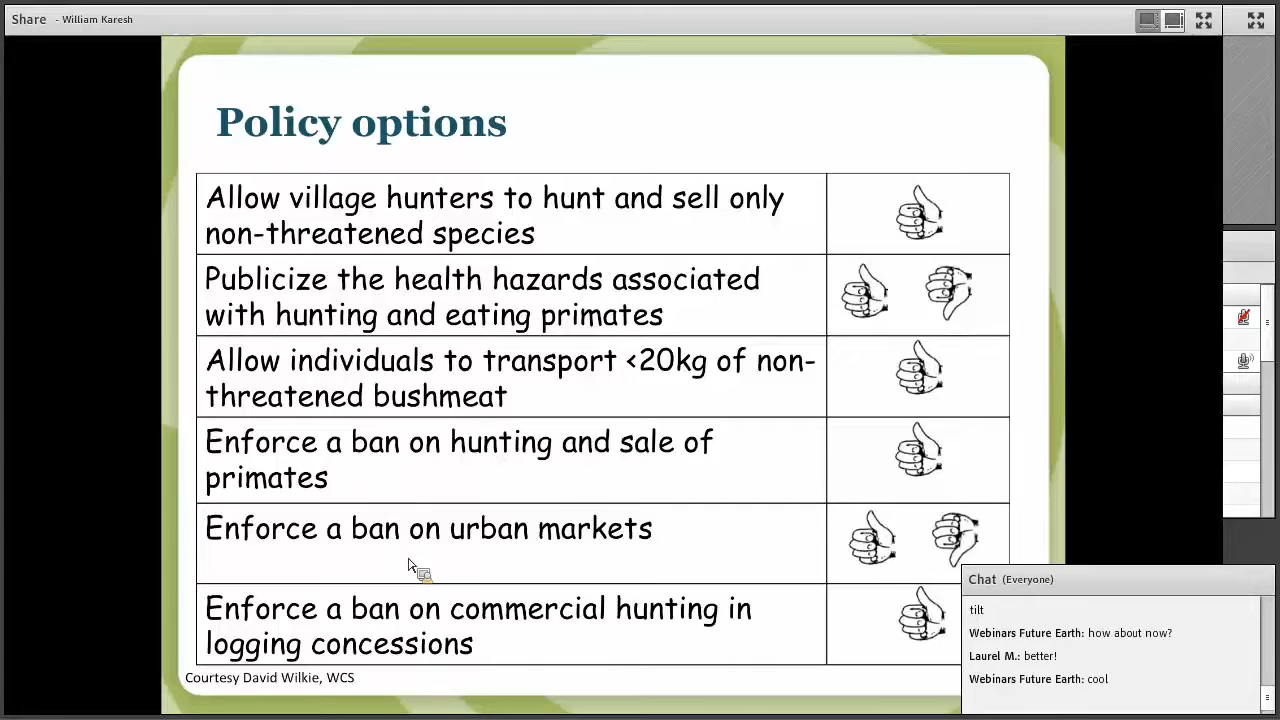 Share - William Karesh
Policy options
Allow village hunters to hunt and sell only
non-threatened species
Publicize the health hazards associated
with hunting and eating primates
Allow individuals to transport <20kg of non-
threatened bushmeat
Enforce a ban on hunting and sale of
primates
Enforce a ban on urban markets
Enforce a ban on commercial hunting in
logging concessions
Courtesy David Wilkie, WCS
Chat (Everyone)
tilt
Webinars Future Earth: how about now?
Laurel M.: better!
Webinars Future Earth: cool